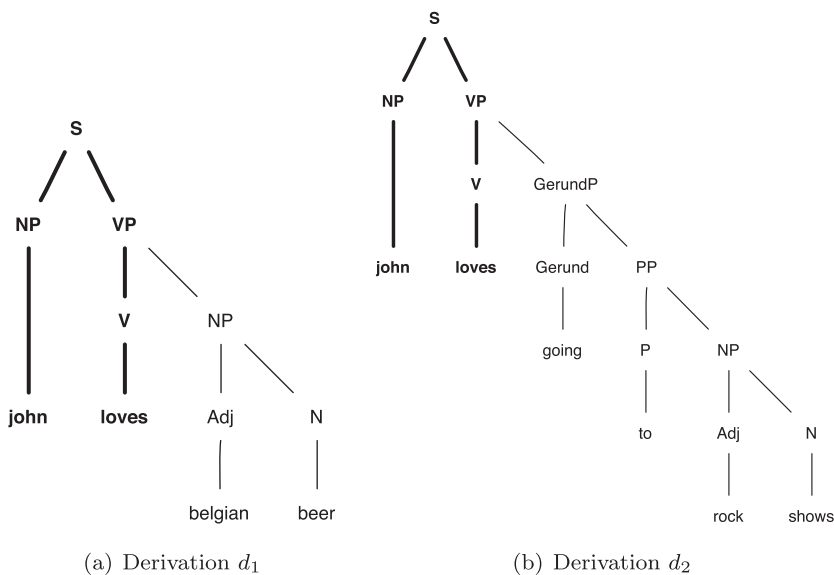 S
NP VP
V NP
john loves Adj N
belgian beer
(a) Derivation d1
S
NP VP
V GerundP
john loves Gerund PP
going P NP
to Adj N
rock shows
(b) Derivation d2